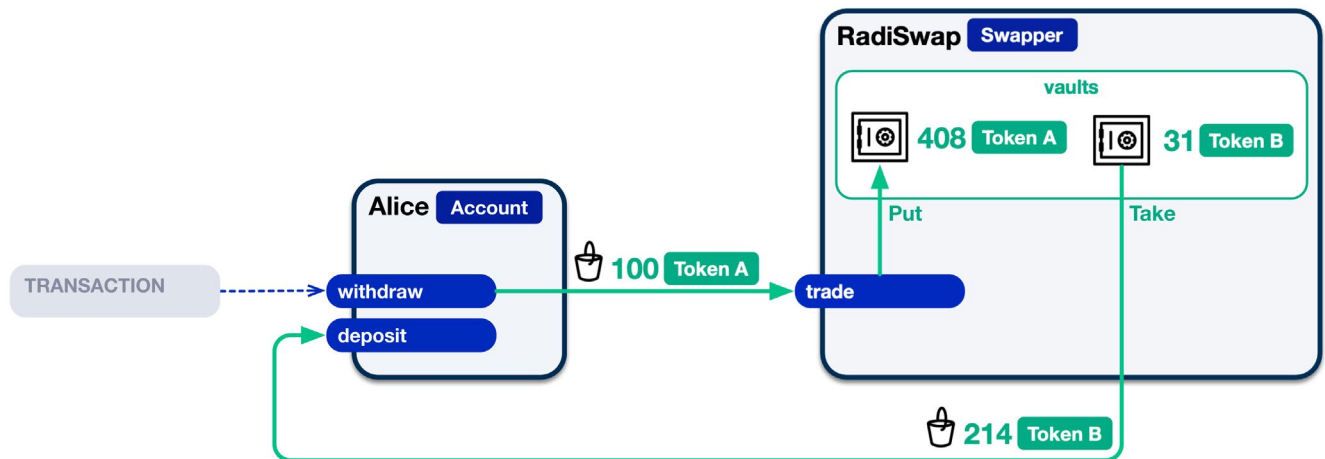 RadiSwap Swapper
vaults
408 Token A
31 Token B
Put
Take
Alice Account
100 Token A
TRANSACTION
withdraw
trade
deposit
214 Token B